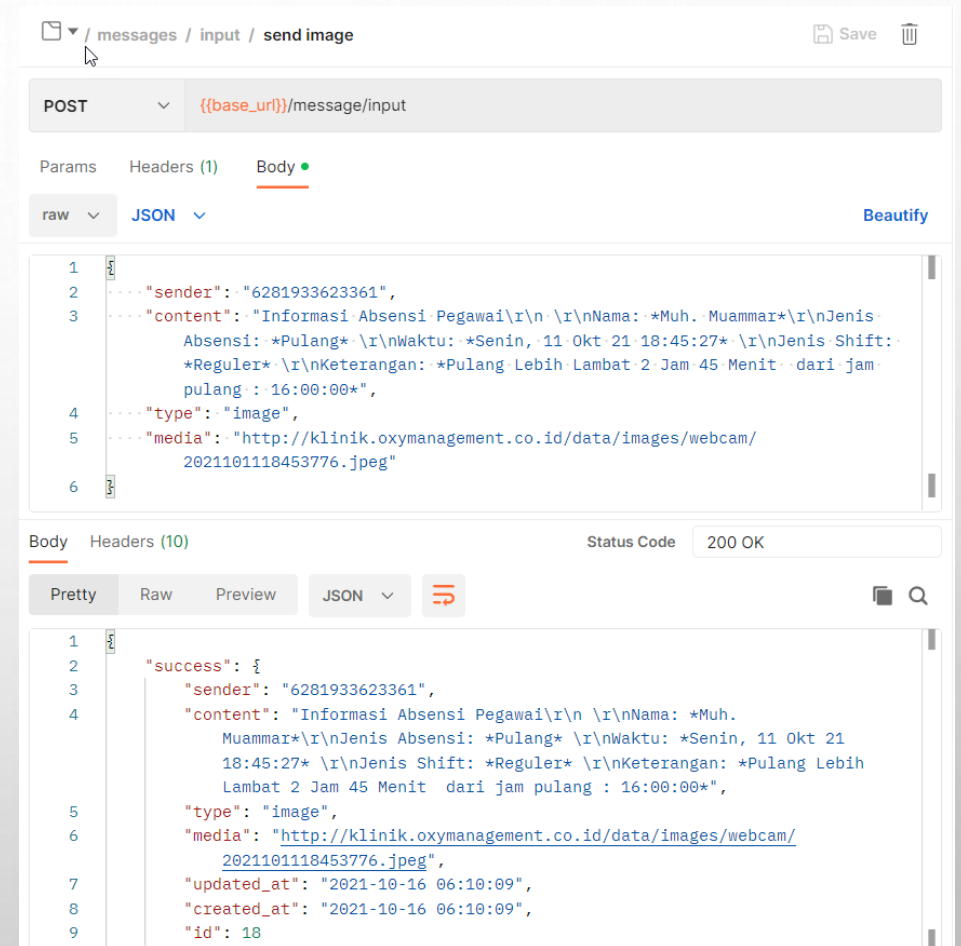 / messages / input / send image
Save
POST
{{base_url}}/message/input
Params Headers (1) Body
raw JSON Beautify
1 {
2 "sender": "6281933623361",
3 "content": "Informasi Absensi Pegawai\r\n \r\nNama: *Muh. Muammar*\r\nJenis
Absensi: *Pulang* \r\nWaktu: *Senin, 11 Okt 21 18:45:27* \r\nJenis Shift:
*Reguler* \r\nKeterangan: *Pulang Lebih Lambat 2 Jam 45 Menit  dari jam
pulang : 16:00:00*",
4 "type": "image",
5 "media": "http://klinik.oxymanagement.co.id/data/images/webcam/
2021101118453776.jpeg"
6 }
Body Headers (10) Status Code 200 OK
Pretty Raw Preview JSON
1 {
2 "success": {
3 "sender": "6281933623361",
4 "content": "Informasi Absensi Pegawai\r\n \r\nNama: *Muh.
Muammar*\r\nJenis Absensi: *Pulang* \r\nWaktu: *Senin, 11 Okt 21
18:45:27* \r\nJenis Shift: *Reguler* \r\nKeterangan: *Pulang Lebih
Lambat 2 Jam 45 Menit  dari jam pulang : 16:00:00*",
5 "type": "image",
6 "media": "http://klinik.oxymanagement.co.id/data/images/webcam/
2021101118453776.jpeg",
7 "updated_at": "2021-10-16 06:10:09",
8 "created_at": "2021-10-16 06:10:09",
9 "id": 18